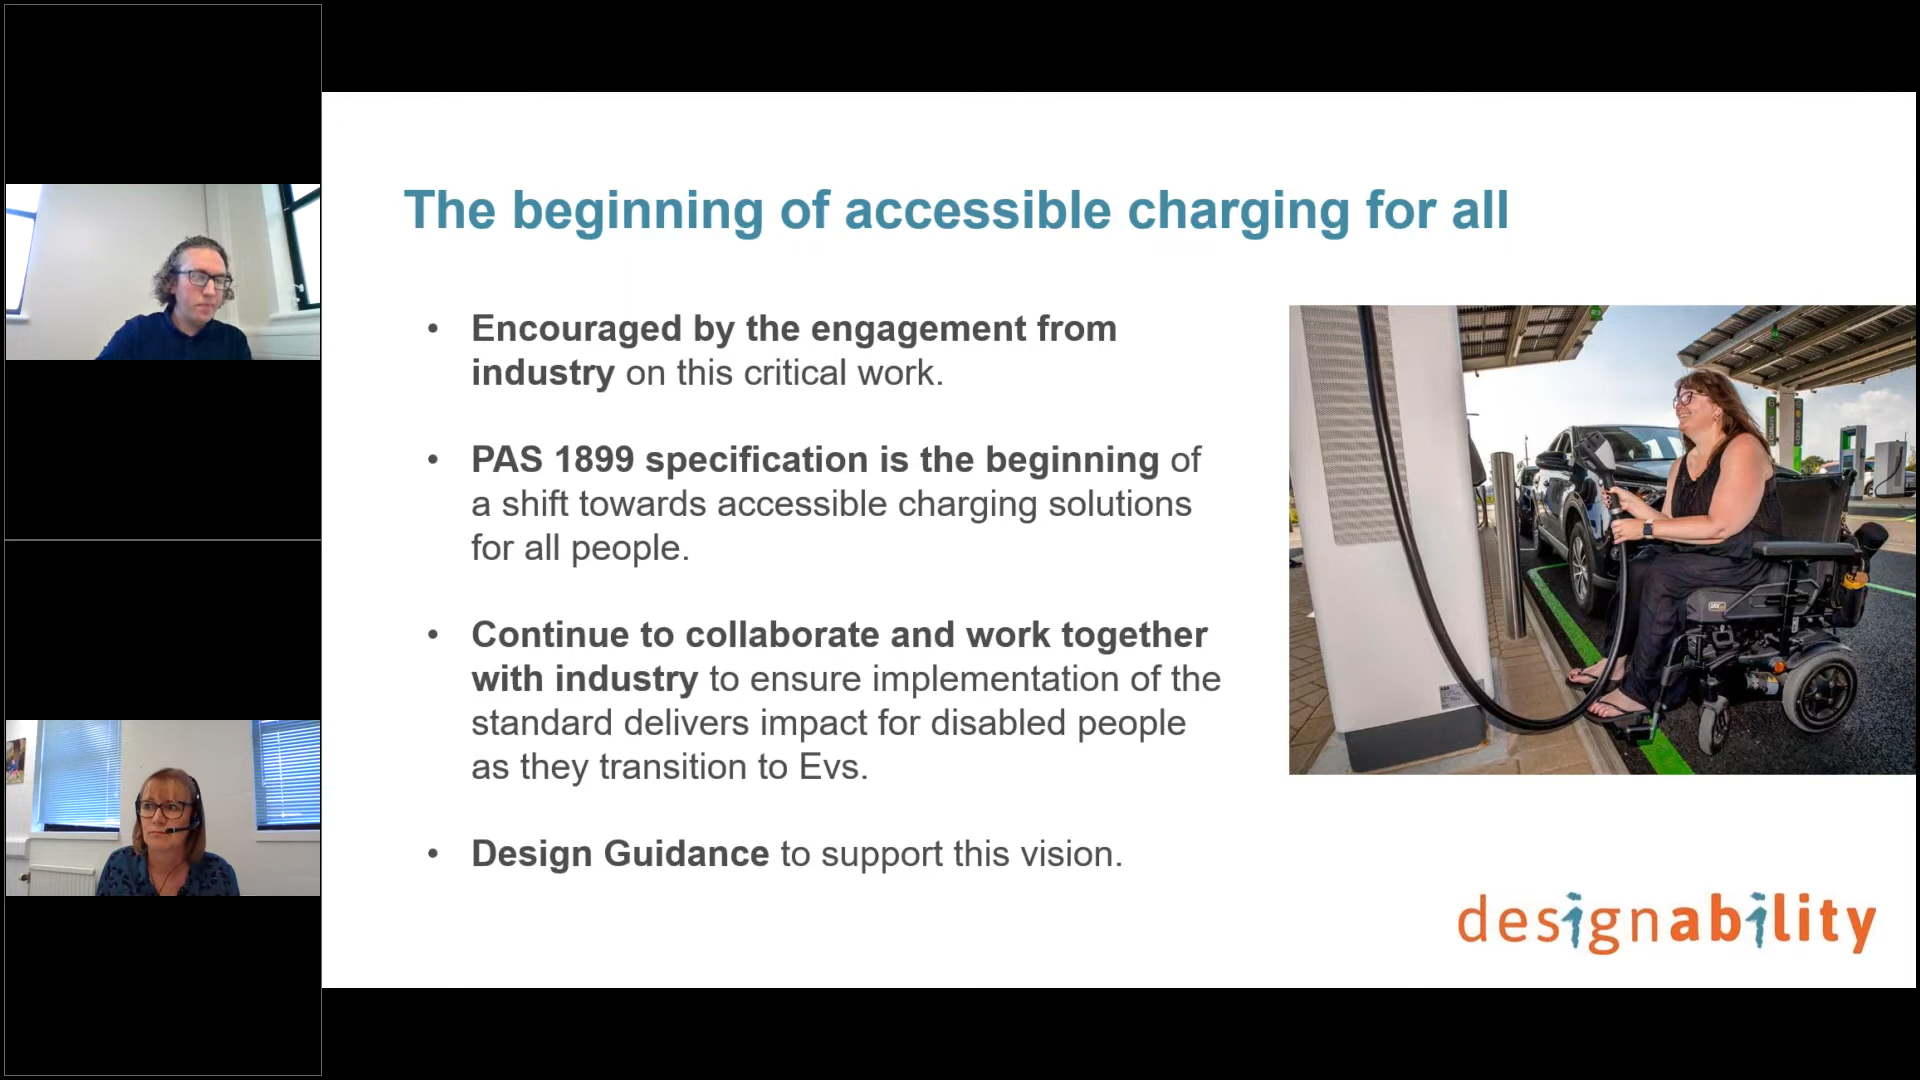 The beginning of accessible charging for all
• Encouraged by the engagement from
industry on this critical work.
• PAS 1899 specification is the beginning of
a shift towards accessible charging solutions
for all people.
• Continue to collaborate and work together
with industry to ensure implementation of the
standard delivers impact for disabled people
as they transition to Evs.
• Design Guidance to support this vision.
designability